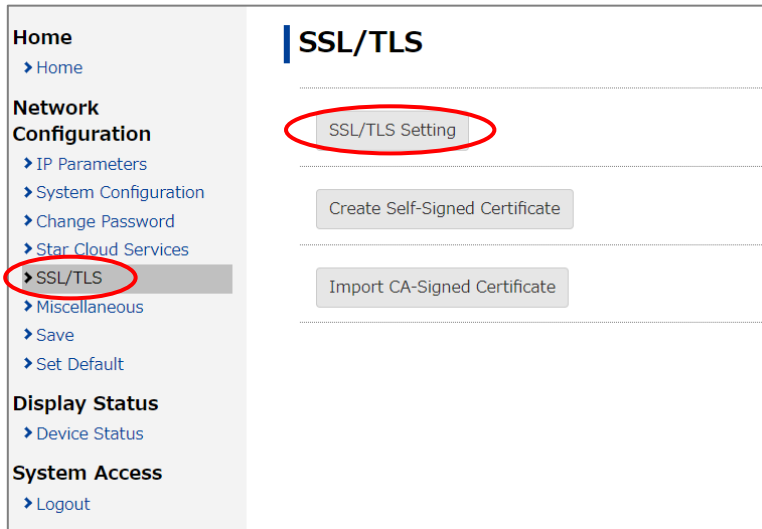 Home
Home
Network
Configuration
IP Parameters
System Configuration
Change Password
Star Cloud Services
SSL/TLS
Miscellaneous
Save
Set Default
Display Status
Device Status
System Access
Logout
SSL/TLS
SSL/TLS Setting
Create Self-Signed Certificate
Import CA-Signed Certificate